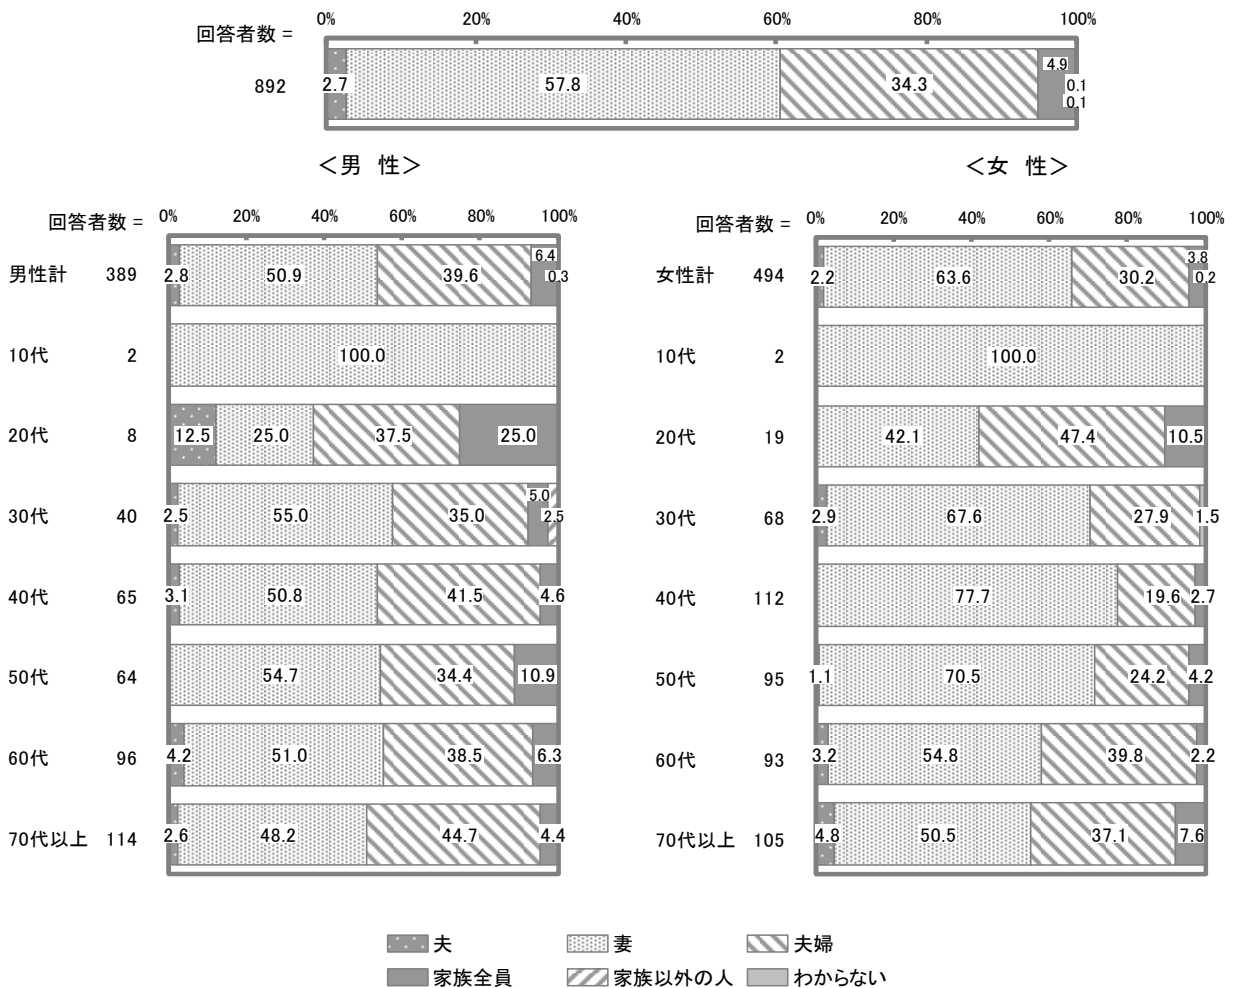 0% 20% 40% 60% 80% 100%
回答者数 =
892 2.7 57.8 34.3 4.9 0.1 0.1
＜男 性＞
回答者数 = 0% 20% 40% 60% 80% 100%
男性計 389 2.8 50.9 39.6 6.4 0.3
10代 2 100.0
20代 8 12.5 25.0 37.5 25.0
30代 40 2.5 55.0 35.0 5.0 2.5
40代 65 3.1 50.8 41.5 4.6
50代 64 54.7 34.4 10.9
60代 96 4.2 51.0 38.5 6.3
70代以上 114 2.6 48.2 44.7 4.4
＜女 性＞
回答者数 = 0% 20% 40% 60% 80% 100%
女性計 494 2.2 63.6 30.2 3.8 0.2
10代 2 100.0
20代 19 42.1 47.4 10.5
30代 68 2.9 67.6 27.9 1.5
40代 112 77.7 19.6 2.7
50代 95 1.1 70.5 24.2 4.2
60代 93 3.2 54.8 39.8 2.2
70代以上 105 4.8 50.5 37.1 7.6
夫 妻 夫婦
家族全員 家族以外の人 わからない